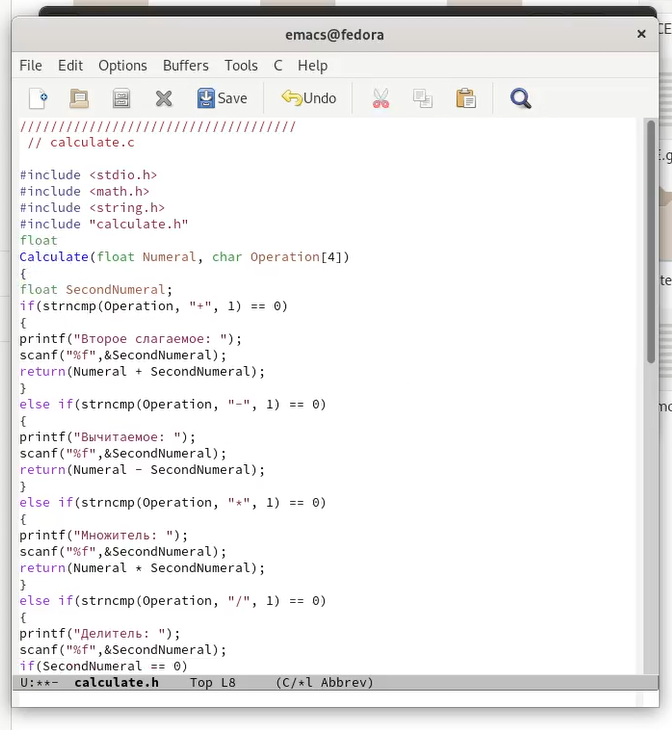 CE
emacs@fedora
×
File Edit Options Buffers Tools C Help
Save Undo
////////////////////////////////////
// calculate.c
#include <stdio.h>
#include <math.h>
#include <string.h>
#include "calculate.h"
float
Calculate(float Numeral, char Operation[4])
{
float SecondNumeral;
if(strncmp(Operation, "+", 1) == 0)
{
printf("Второе слагаемое: ");
scanf("%f",&SecondNumeral);
return(Numeral + SecondNumeral);
}
else if(strncmp(Operation, "-", 1) == 0)
{
printf("Вычитаемое: ");
scanf("%f",&SecondNumeral);
return(Numeral - SecondNumeral);
}
else if(strncmp(Operation, "*", 1) == 0)
{
printf("Множитель: ");
scanf("%f",&SecondNumeral);
return(Numeral * SecondNumeral);
}
else if(strncmp(Operation, "/", 1) == 0)
{
printf("Делитель: ");
scanf("%f",&SecondNumeral);
if(SecondNumeral == 0)
U:**- calculate.h Top L8 (C/*l Abbrev)